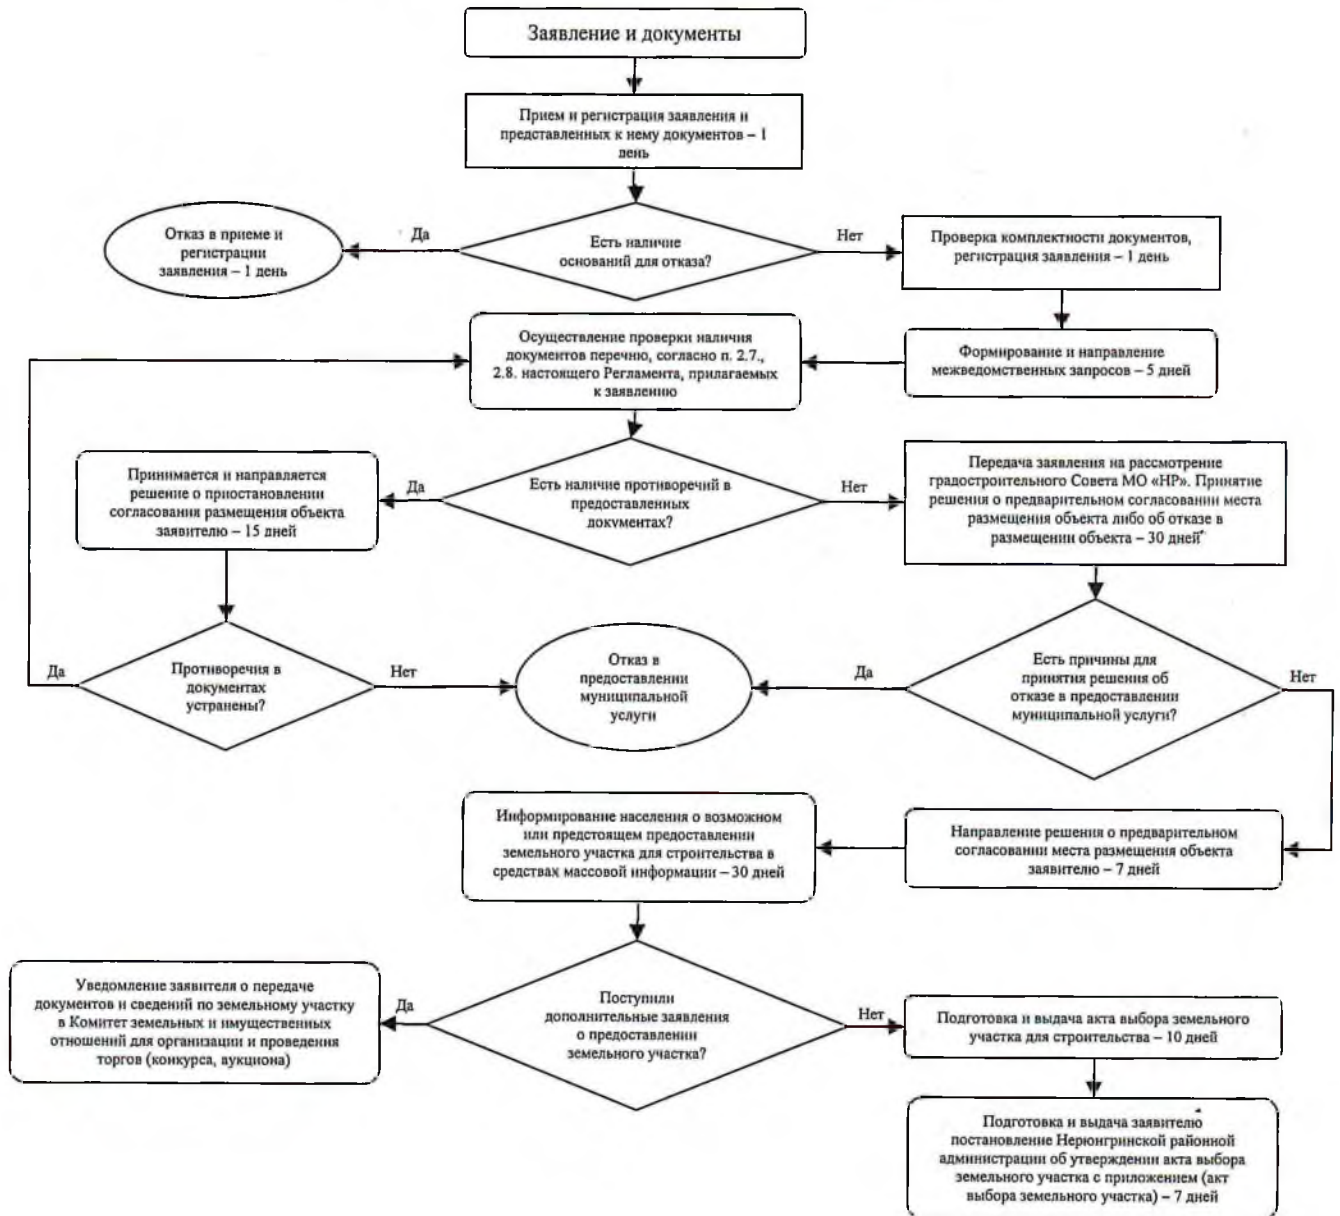 Заявление и документы
Прием и регистрация заявления и
представленных к нему документов – 1
день
Отказ в приеме и
регистрации
заявления – 1 день
Да
Есть наличие
оснований для отказа?
Нет
Проверка комплектности документов,
регистрация заявления – 1 день
Осуществление проверки наличия
документов перечню, согласно п. 2.7.,
2.8. настоящего Регламента, прилагаемых
к заявлению
Формирование и направление
межведомственных запросов – 5 дней
Принимается и направляется
решение о приостановлении
согласования размещения объекта
заявителю – 15 дней
Да
Есть наличие противоречий в
предоставленных
документах?
Нет
Передача заявления на рассмотрение
градостроительного Совета МО «НР». Принятие
решения о предварительном согласовании места
размещения объекта либо об отказе в
размещении объекта – 30 дней
Да
Противоречия в
документах
устранены?
Нет
Отказ в
предоставлении
муниципальной
услуги
Да
Есть причины для
принятия решения об
отказе в предоставлении
муниципальной услуги?
Нет
Информирование населения о возможном
или предстоящем предоставлении
земельного участка для строительства в
средствах массовой информации – 30 дней
Направление решения о предварительном
согласовании места размещения объекта
заявителю – 7 дней
Уведомление заявителя о передаче
документов и сведений по земельному участку
в Комитет земельных и имущественных
отношений для организации и проведения
торгов (конкурса, аукциона)
Да
Поступили
дополнительные заявления
о предоставлении
земельного участка?
Нет
Подготовка и выдача акта выбора земельного
участка для строительства – 10 дней
Подготовка и выдача заявителю
постановление Нерюнгринской районной
администрации об утверждении акта выбора
земельного участка с приложением (акт
выбора земельного участка) – 7 дней